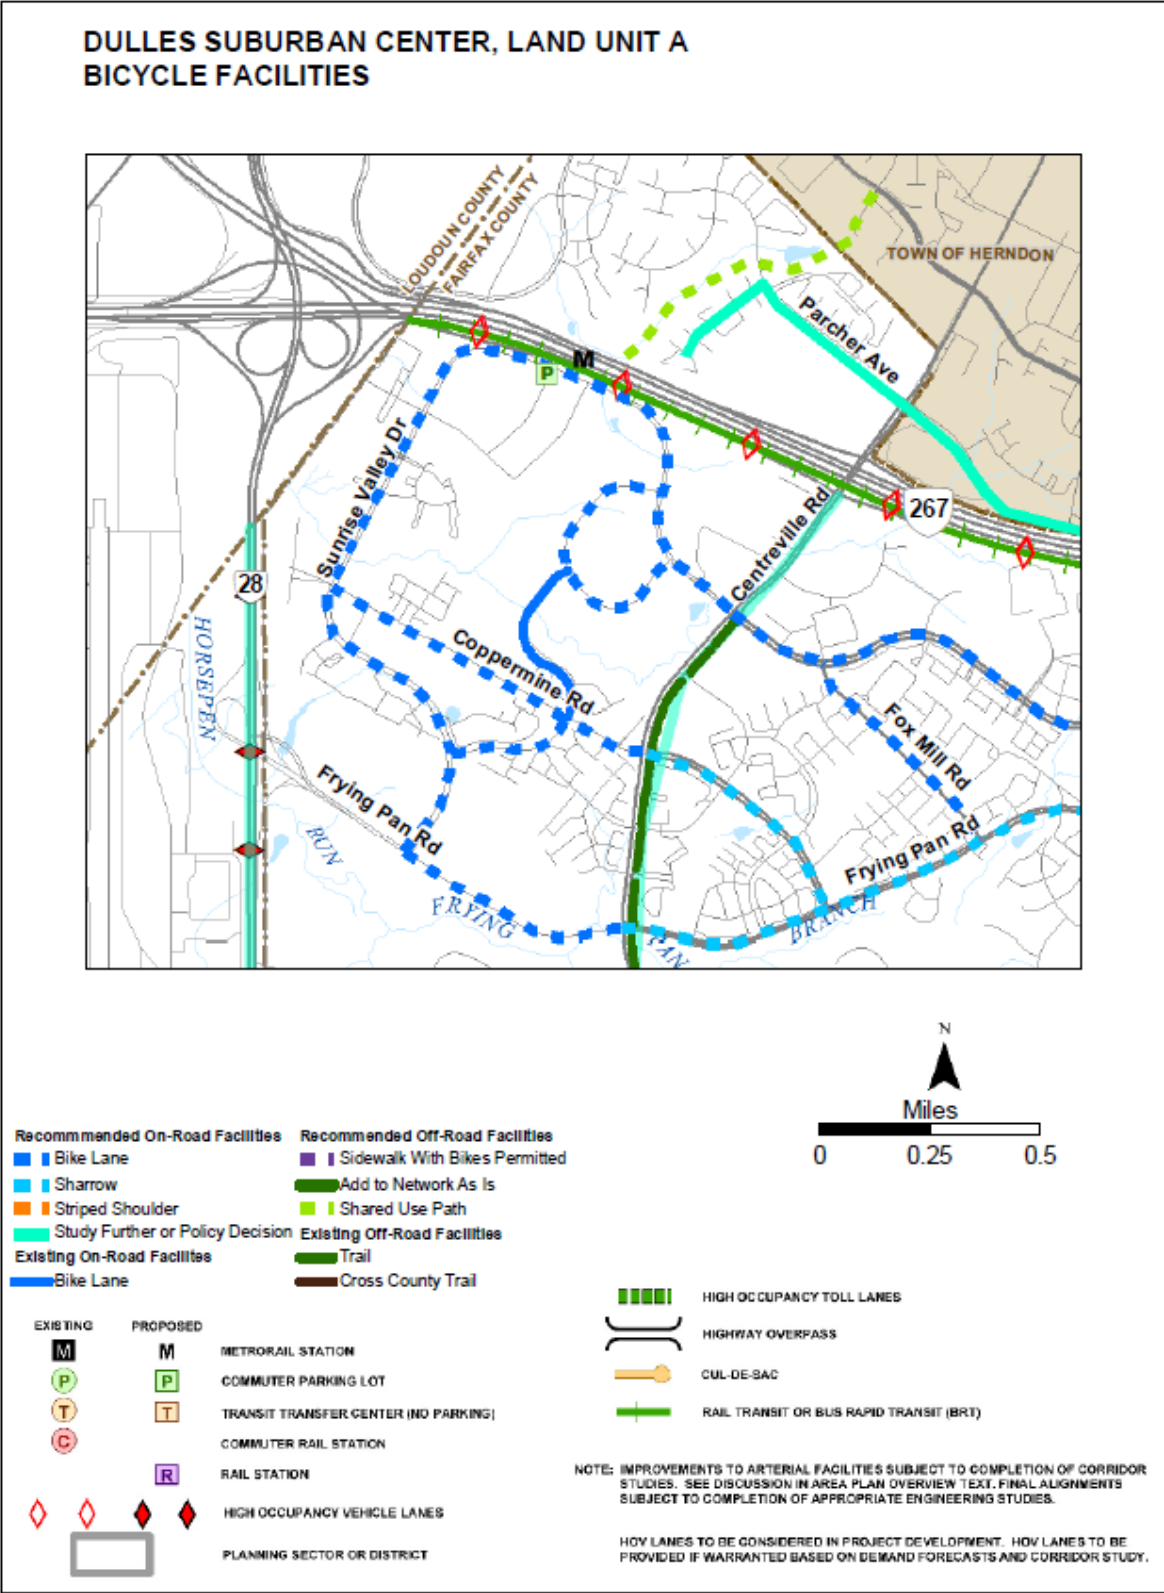 DULLES SUBURBAN CENTER, LAND UNIT A
BICYCLE FACILITIES
LOUDOUN COUNTY
FAIRFAX COUNTY
TOWN OF HERNDON
Parcher Ave
M
P
Sunrise Valley Dr
267
Centreville Rd
28
HORSEPEN
Coppermine Rd
Fox Mill Rd
Frying Pan Rd
RUN
Frying Pan Rd
FRYING
BRANCH
PAN
N
Miles
0 0.25 0.5
Recommmended On-Road Facilities
Bike Lane
Sharrow
Striped Shoulder
Study Further or Policy Decision
Existing On-Road Facilites
Bike Lane
Recommended Off-Road Facilities
Sidewalk With Bikes Permitted
Add to Network As Is
Shared Use Path
Existing Off-Road Facilities
Trail
Cross County Trail
EXISTING PROPOSED
M M METRORAIL STATION
P P COMMUTER PARKING LOT
T T TRANSIT TRANSFER CENTER (NO PARKING)
C COMMUTER RAIL STATION
R RAIL STATION
HIGH OCCUPANCY VEHICLE LANES
PLANNING SECTOR OR DISTRICT
HIGH OCCUPANCY TOLL LANES
HIGHWAY OVERPASS
CUL-DE-SAC
RAIL TRANSIT OR BUS RAPID TRANSIT (BRT)
NOTE: IMPROVEMENTS TO ARTERIAL FACILITIES SUBJECT TO COMPLETION OF CORRIDOR
STUDIES. SEE DISCUSSION IN AREA PLAN OVERVIEW TEXT. FINAL ALIGNMENTS
SUBJECT TO COMPLETION OF APPROPRIATE ENGINEERING STUDIES.
HOV LANES TO BE CONSIDERED IN PROJECT DEVELOPMENT. HOV LANES TO BE
PROVIDED IF WARRANTED BASED ON DEMAND FORECASTS AND CORRIDOR STUDY.